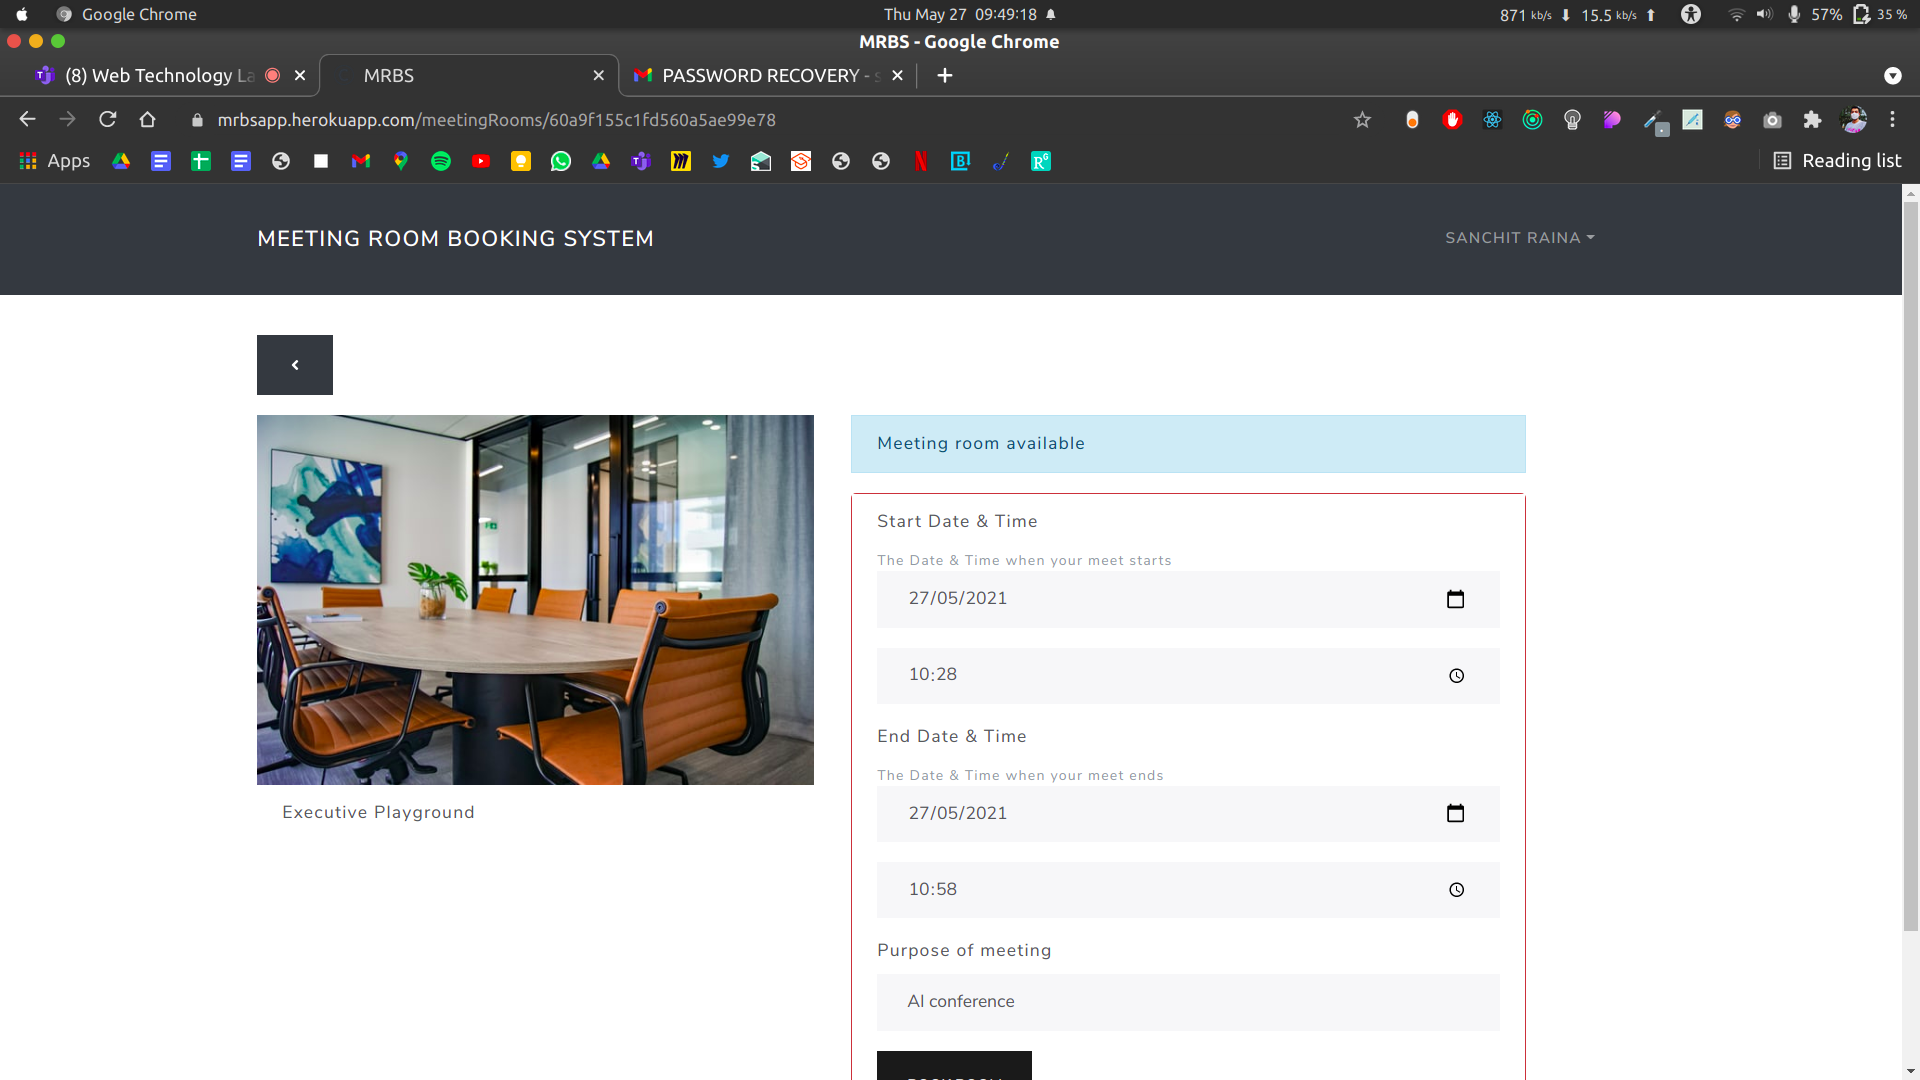 Google Chrome
Thu May 27 09:49:18
871 kb/s 15.5 kb/s 57% 35 %
MRBS - Google Chrome
(8) Web Technology La
MRBS
PASSWORD RECOVERY - s
mrbsapp.herokuapp.com/meetingRooms/60a9f155c1fd560a5ae99e78
Apps
Reading list
MEETING ROOM BOOKING SYSTEM
SANCHIT RAINA
Executive Playground
Meeting room available
Start Date & Time
The Date & Time when your meet starts
27/05/2021
10:28
End Date & Time
The Date & Time when your meet ends
27/05/2021
10:58
Purpose of meeting
AI conference